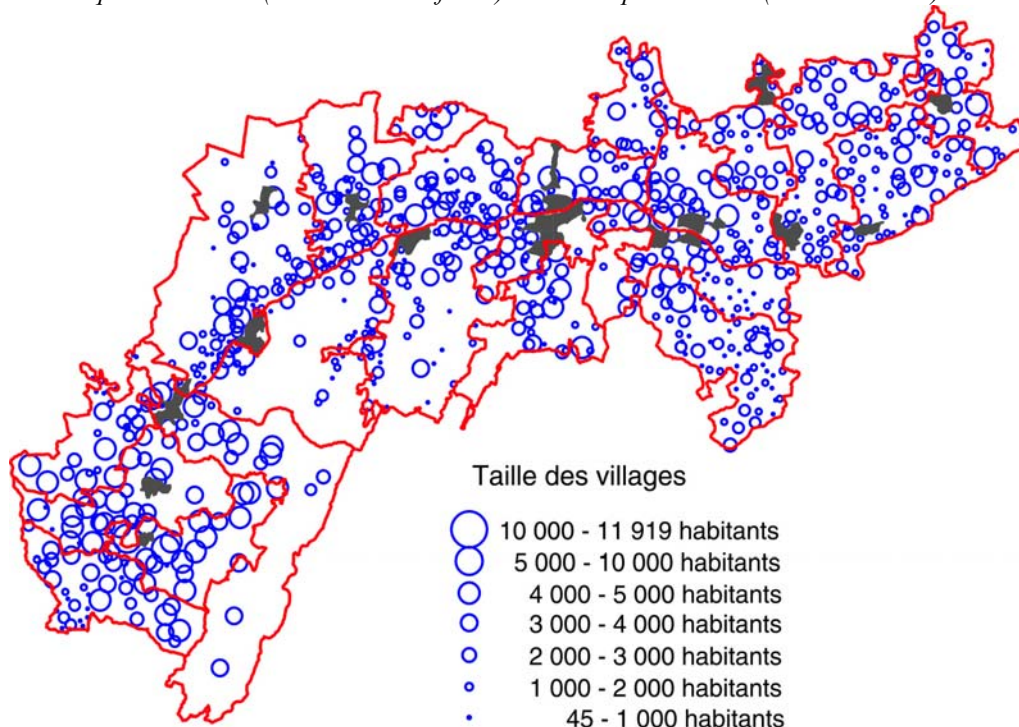 Taille des villages
10 000 - 11 919 habitants
5 000 - 10 000 habitants
4 000 - 5 000 habitants
3 000 - 4 000 habitants
2 000 - 3 000 habitants
1 000 - 2 000 habitants
45 - 1 000 habitants